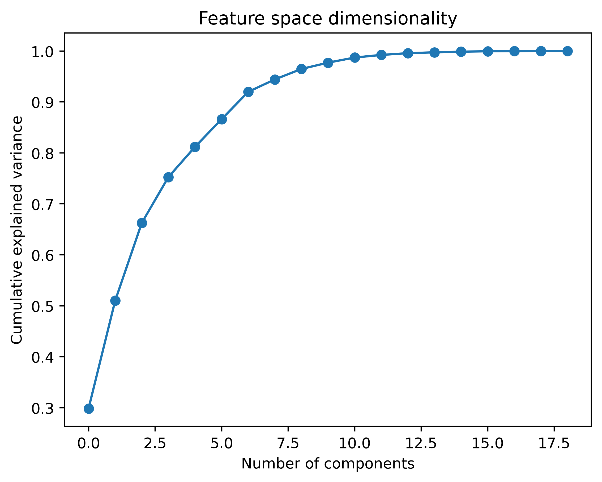 Feature space dimensionality
1.0
0.9
0.8
0.7
0.6
0.5
0.4
0.3
Cumulative explained variance
0.0 2.5 5.0 7.5 10.0 12.5 15.0 17.5
Number of components